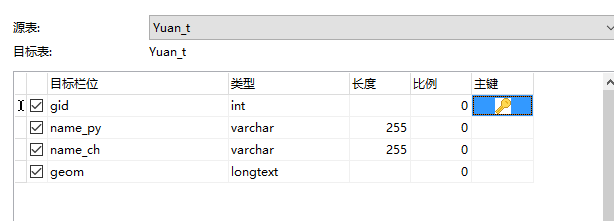 源表: Yuan_t
目标表: Yuan_t
目标栏位 类型 长度 比例 主键
gid int 0
name_py varchar 255 0
name_ch varchar 255 0
geom longtext 0